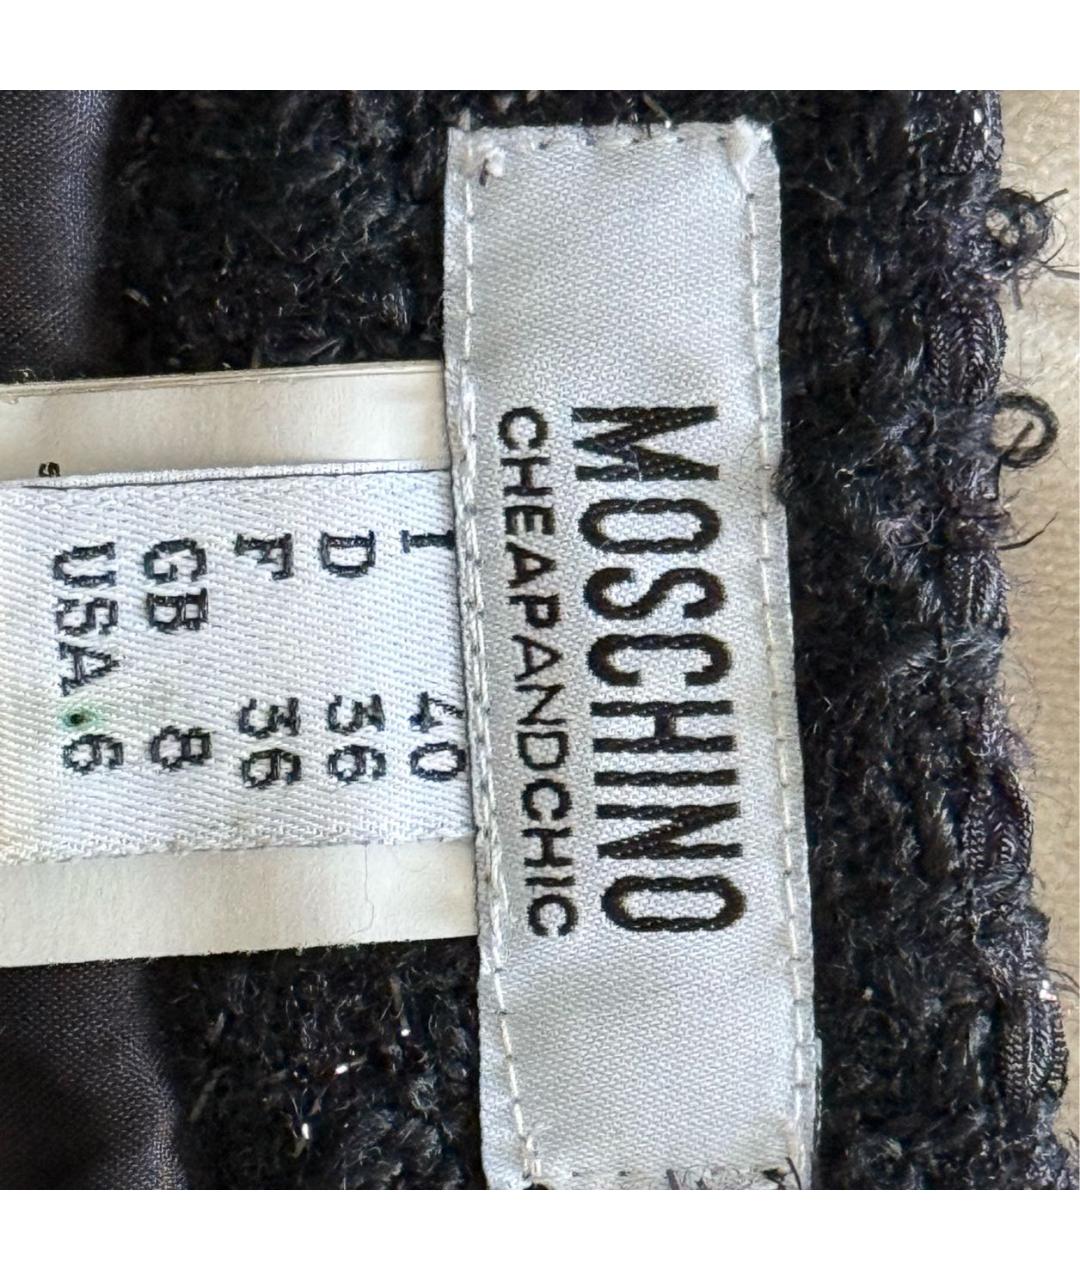 MOSCHINO
CHEAPANDCHIC
I 40
D 36
F 36
GB 8
USA 6